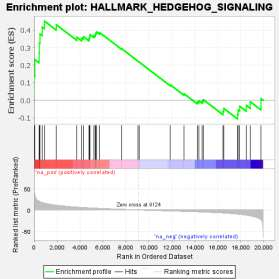 Enrichment plot: HALLMARK_HEDGEHOG_SIGNALING
Enrichment score (ES)
0.4
0.3
0.2
0.1
0.0
-0.1
'na_pos' (positively correlated)
Ranked list metric (PreRanked)
50
0
-50
Zero cross at 9124
'na_neg' (negatively correlated)
0 2,000 4,000 6,000 8,000 10,000 12,000 14,000 16,000 18,000 20,000
Rank in Ordered Dataset
Enrichment profile Hits Ranking metric scores